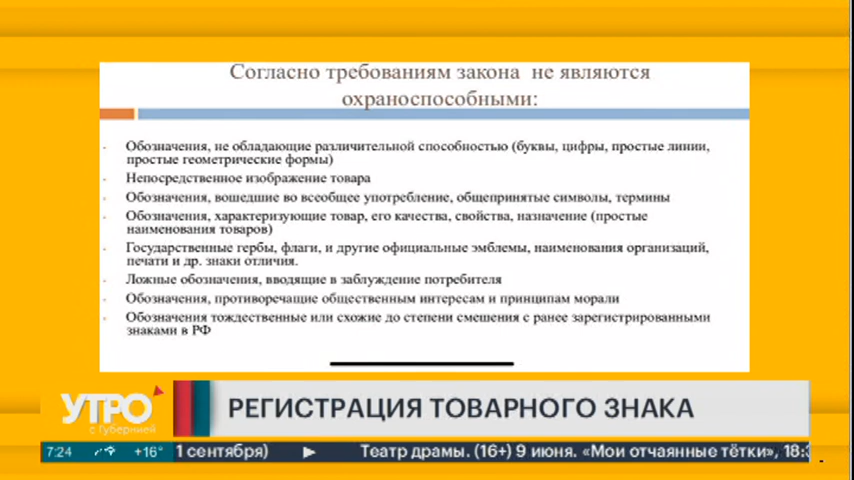 Согласно требованиям закона не являются
охраноспособными:
Обозначения, не обладающие различительной способностью (буквы, цифры, простые линии,
простые геометрические формы)
Непосредственное изображение товара
Обозначения, вошедшие во всеобщее употребление, общепринятые символы, термины
Обозначения, характеризующие товар, его качества, свойства, назначение (простые
наименования товаров)
Государственные гербы, флаги, и другие официальные эмблемы, наименования организаций,
печати и др. знаки отличия.
Ложные обозначения, вводящие в заблуждение потребителя
Обозначения, противоречащие общественным интересам и принципам морали
Обозначения тождественные или схожие до степени смешения с ранее зарегистрированными
знаками в РФ
УТРО
с Губернией
РЕГИСТРАЦИЯ ТОВАРНОГО ЗНАКА
7:24 +16° 1 сентября) ► Театр драмы. (16+) 9 июня. «Мои отчаянные тётки»,